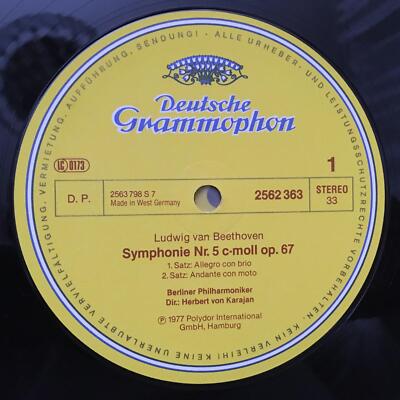 KEIN VERLEIH! KEINE UNERLAUBTE VERVIELFÄLTIGUNG, VERMIETUNG, AUFFÜHRUNG, SENDUNG! · ALLE URHEBER- UND LEISTUNGSSCHUTZRECHTE VORBEHALTEN
Deutsche
Grammophon
LC 0173
1
D. P.
2563 798 S 7
Made in West Germany
2562 363
STEREO
33
Ludwig van Beethoven
Symphonie Nr. 5 c-moll op. 67
1. Satz: Allegro con brio
2. Satz: Andante con moto
Berliner Philharmoniker
Dir.: Herbert von Karajan
Ⓟ 1977 Polydor International
GmbH, Hamburg